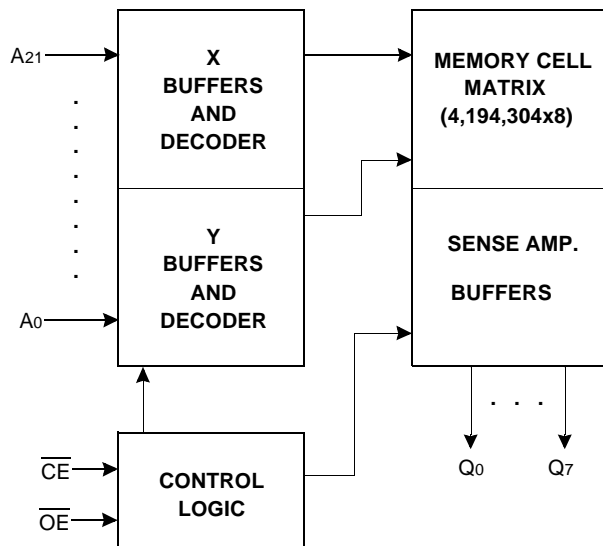 A21
X
BUFFERS
AND
DECODER
MEMORY CELL
MATRIX
(4,194,304x8)
Y
BUFFERS
AND
DECODER
SENSE AMP.
BUFFERS
A0
. . .
Q0
Q7
CE
OE
CONTROL
LOGIC